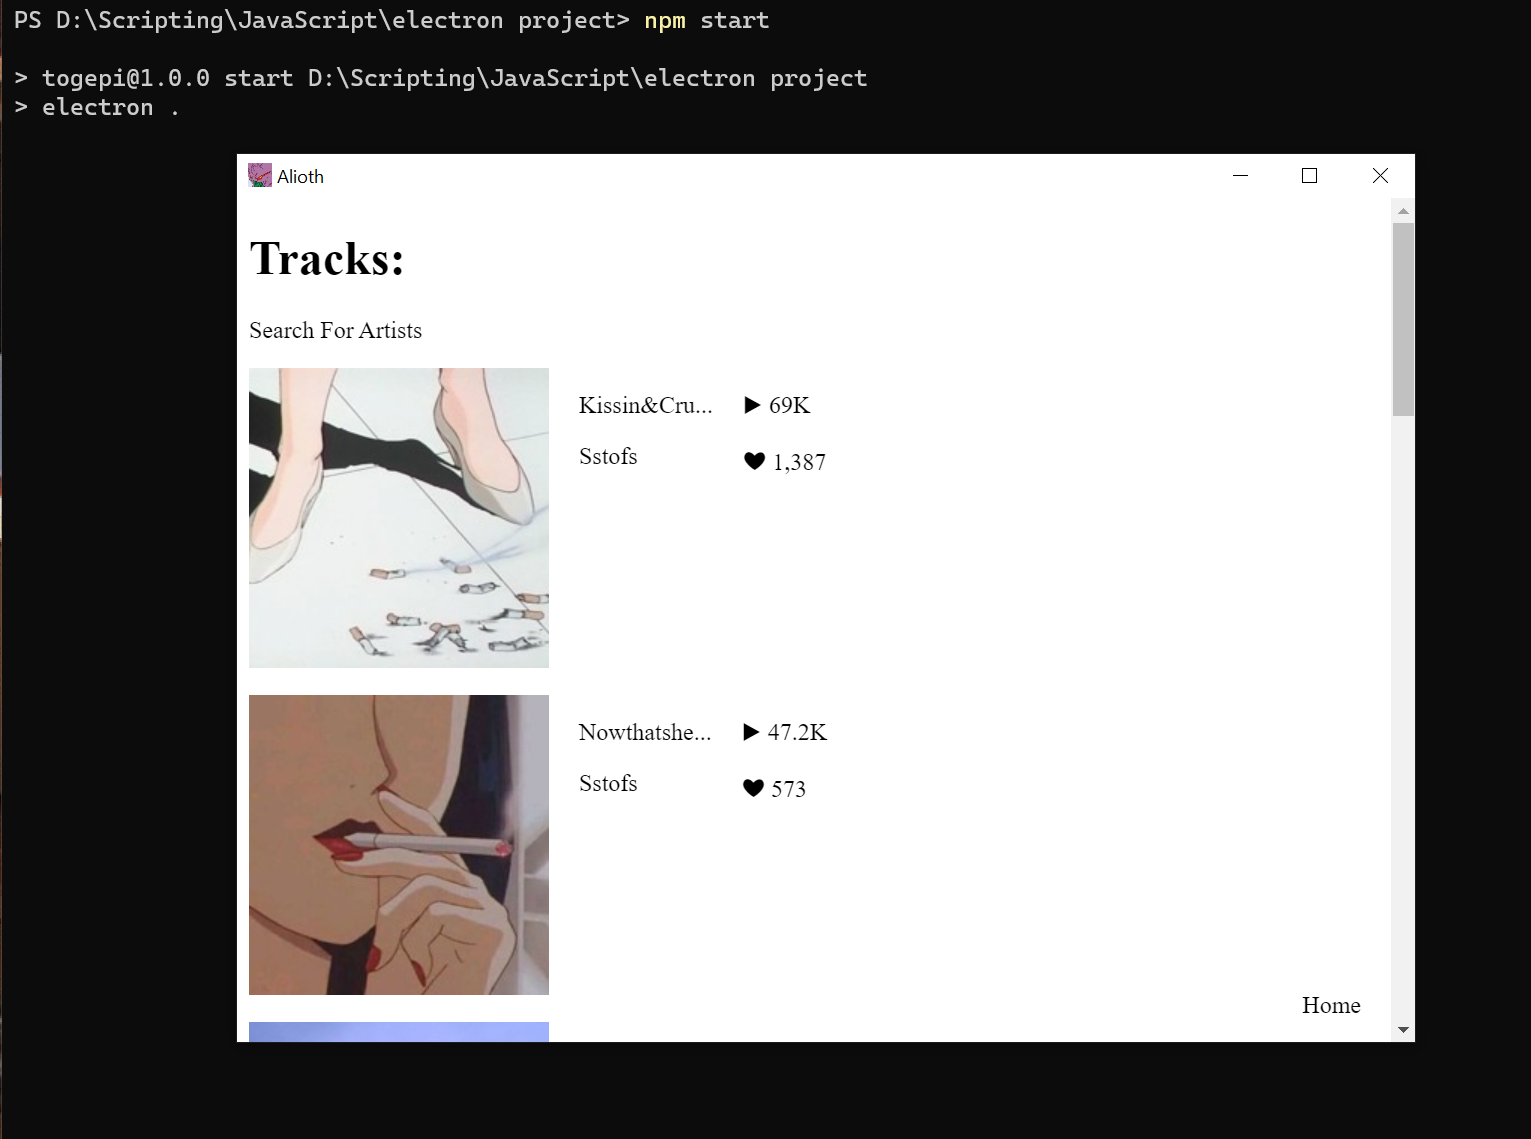 PS D:\Scripting\JavaScript\electron project> npm start
> togepi@1.0.0 start D:\Scripting\JavaScript\electron project
> electron .
Alioth
Tracks:
Search For Artists
Kissin&Cru... ▶ 69K
Sstofs ♥ 1,387
Nowthatshe... ▶ 47.2K
Sstofs ♥ 573
Home